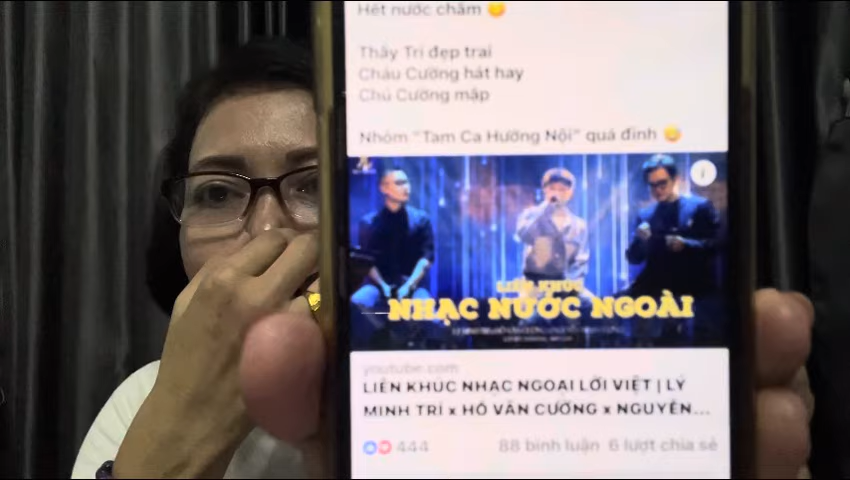 Hết nước chấm
Thầy Trí đẹp trai
Cháu Cường hát hay
Chú Cường mập
Nhóm "Tam Ca Hướng Nội" quá đỉnh
LIÊN KHÚC
NHẠC NƯỚC NGOÀI
youtube.com
LIÊN KHÚC NHẠC NGOẠI LỜI VIỆT | LÝ
MINH TRÍ x HỒ VĂN CƯỜNG x NGUYÊN...
444 88 bình luận 6 lượt chia sẻ